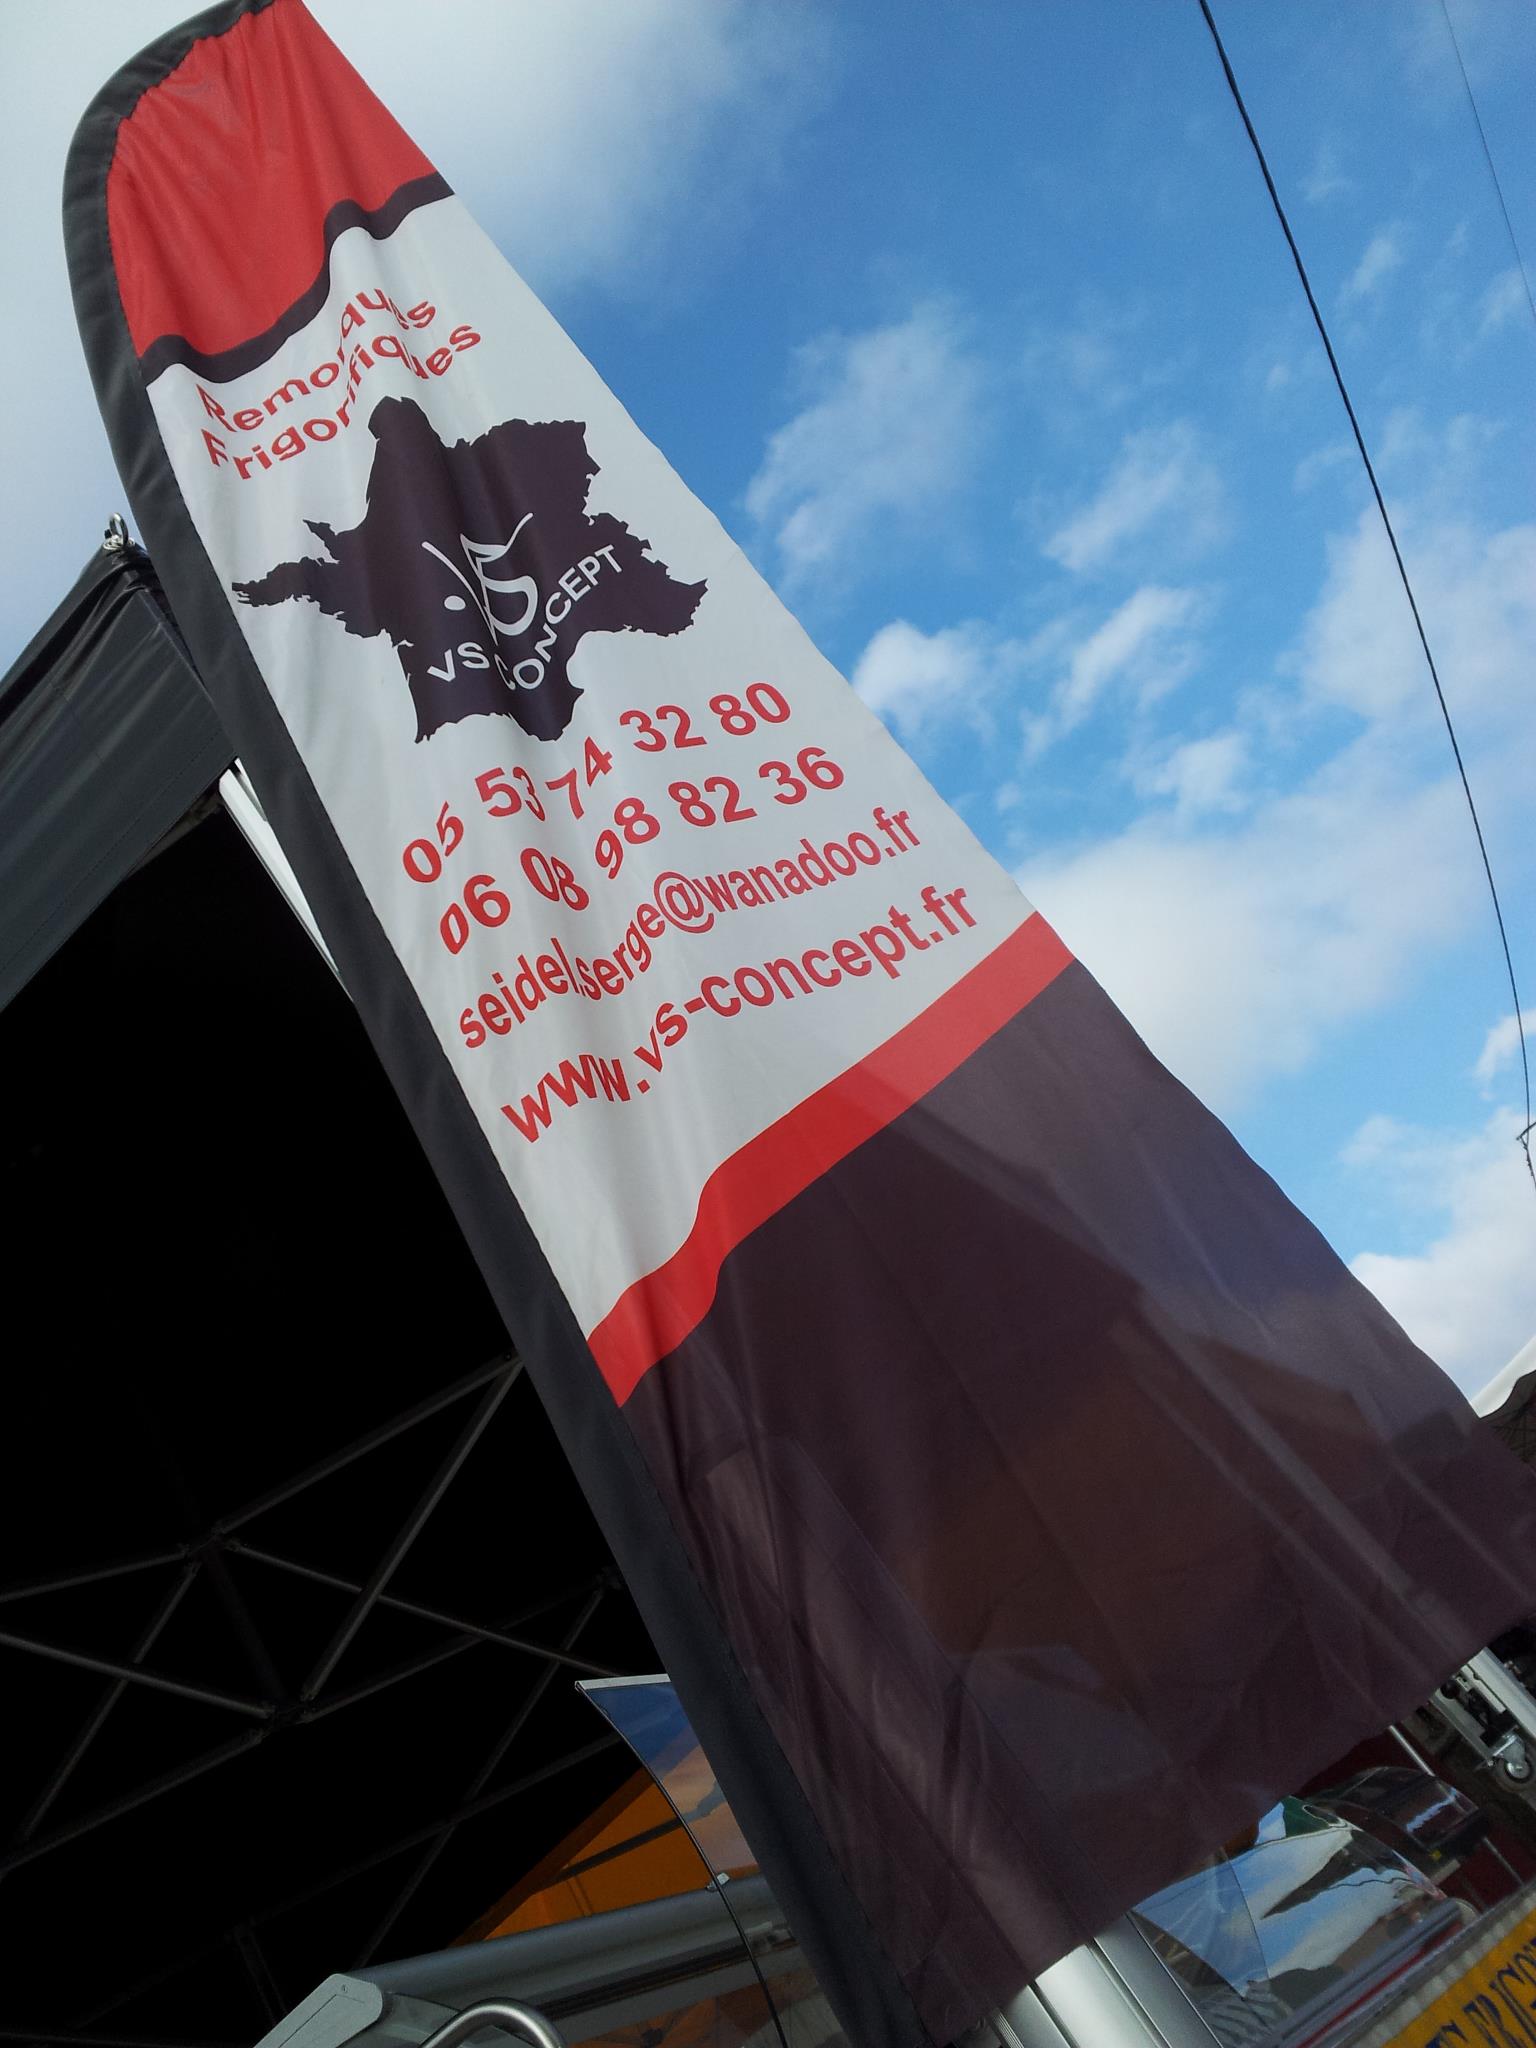 Remorques
Frigorifiques
VS CONCEPT
05 53 74 32 80
06 08 98 82 36
seidel.serge@wanadoo.fr
www.vs-concept.fr